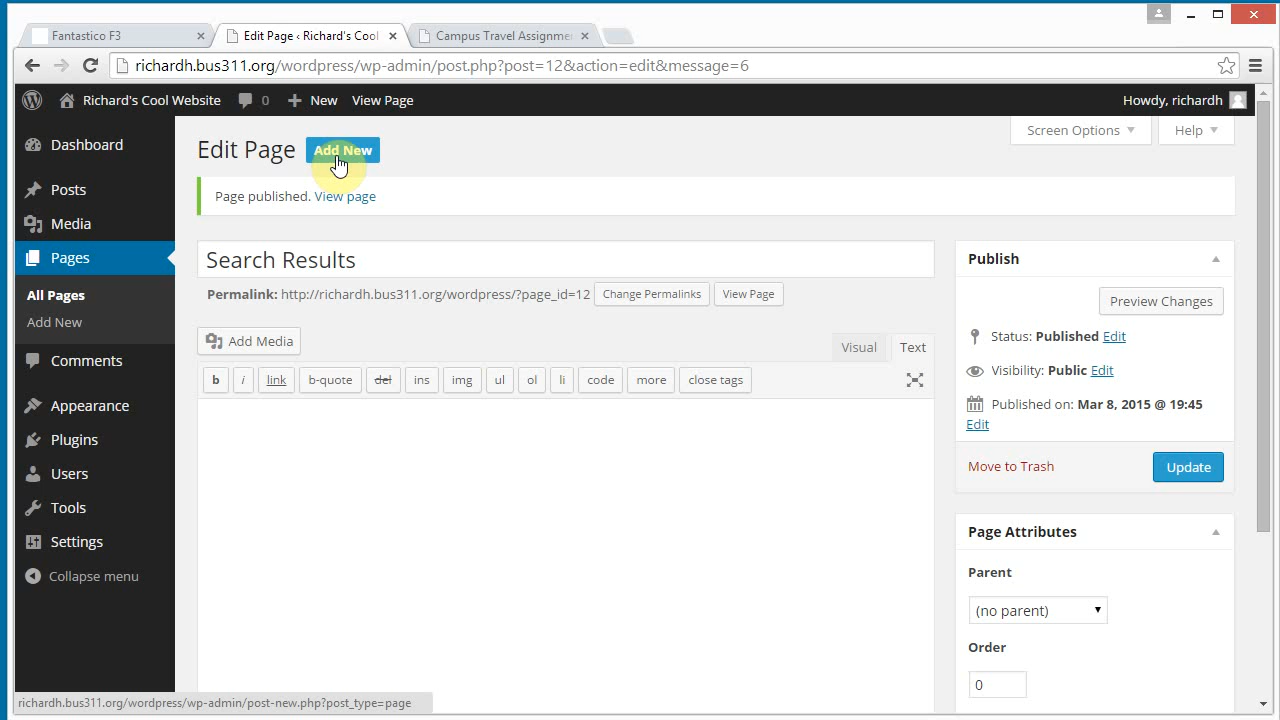 Fantastico F3
Edit Page ‹ Richard's Cool
Campus Travel Assignme
richardh.bus311.org/wordpress/wp-admin/post.php?post=12&action=edit&message=6
Richard's Cool Website 0 New View Page Howdy, richardh
Screen Options Help
Dashboard
Posts
Media
Pages
All Pages
Add New
Comments
Appearance
Plugins
Users
Tools
Settings
Collapse menu
Edit Page Add New
Page published. View page
Search Results
Permalink: http://richardh.bus311.org/wordpress/?page_id=12 Change Permalinks View Page
Add Media Visual Text
b i link b-quote del ins img ul ol li code more close tags
Publish
Preview Changes
Status: Published Edit
Visibility: Public Edit
Published on: Mar 8, 2015 @ 19:45
Edit
Move to Trash Update
Page Attributes
Parent
(no parent)
Order
0
richardh.bus311.org/wordpress/wp-admin/post-new.php?post_type=page